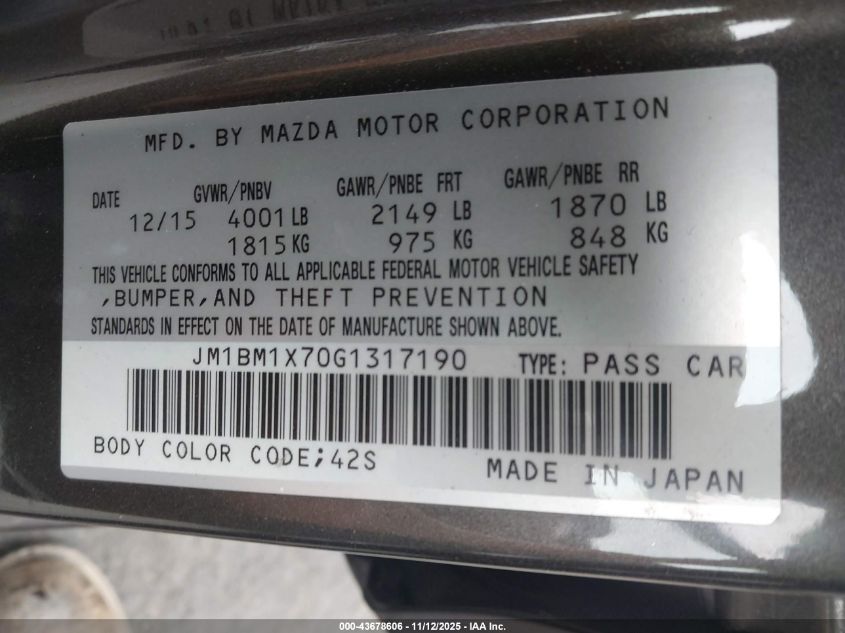 MFD. BY MAZDA MOTOR CORPORATION
DATE GVWR/PNBV GAWR/PNBE FRT GAWR/PNBE RR
12/15 4001 LB 2149 LB 1870 LB
1815 KG 975 KG 848 KG
THIS VEHICLE CONFORMS TO ALL APPLICABLE FEDERAL MOTOR VEHICLE SAFETY
,BUMPER,AND THEFT PREVENTION
STANDARDS IN EFFECT ON THE DATE OF MANUFACTURE SHOWN ABOVE.
JM1BM1X70G1317190 TYPE: PASS CAR
BODY COLOR CODE;42S
MADE IN JAPAN
000-43678606 - 11/12/2025 - IAA Inc.